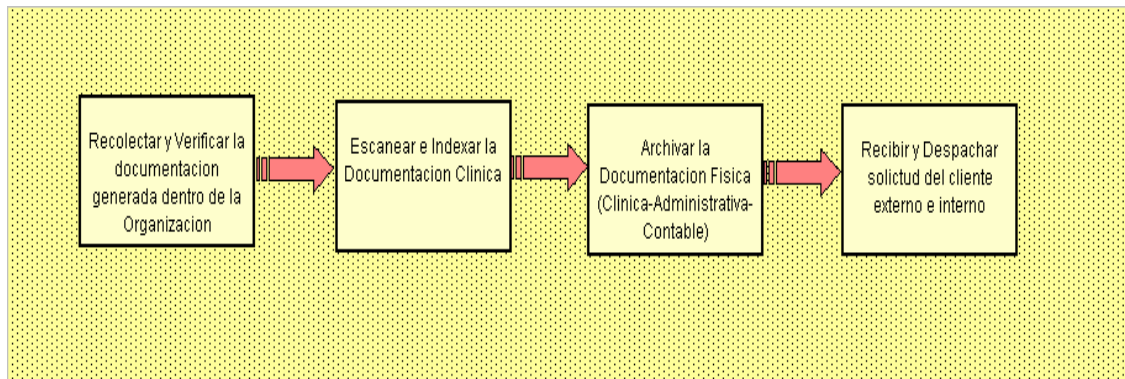 Recolectar y Verificar la
documentacion
generada dentro de la
Organizacion
Escanear e Indexar la
Documentacion Clinica
Archivar la
Documentacion Fisica
(Clinica-Administrativa-
Contable)
Recibir y Despachar
solictud del cliente
externo e interno